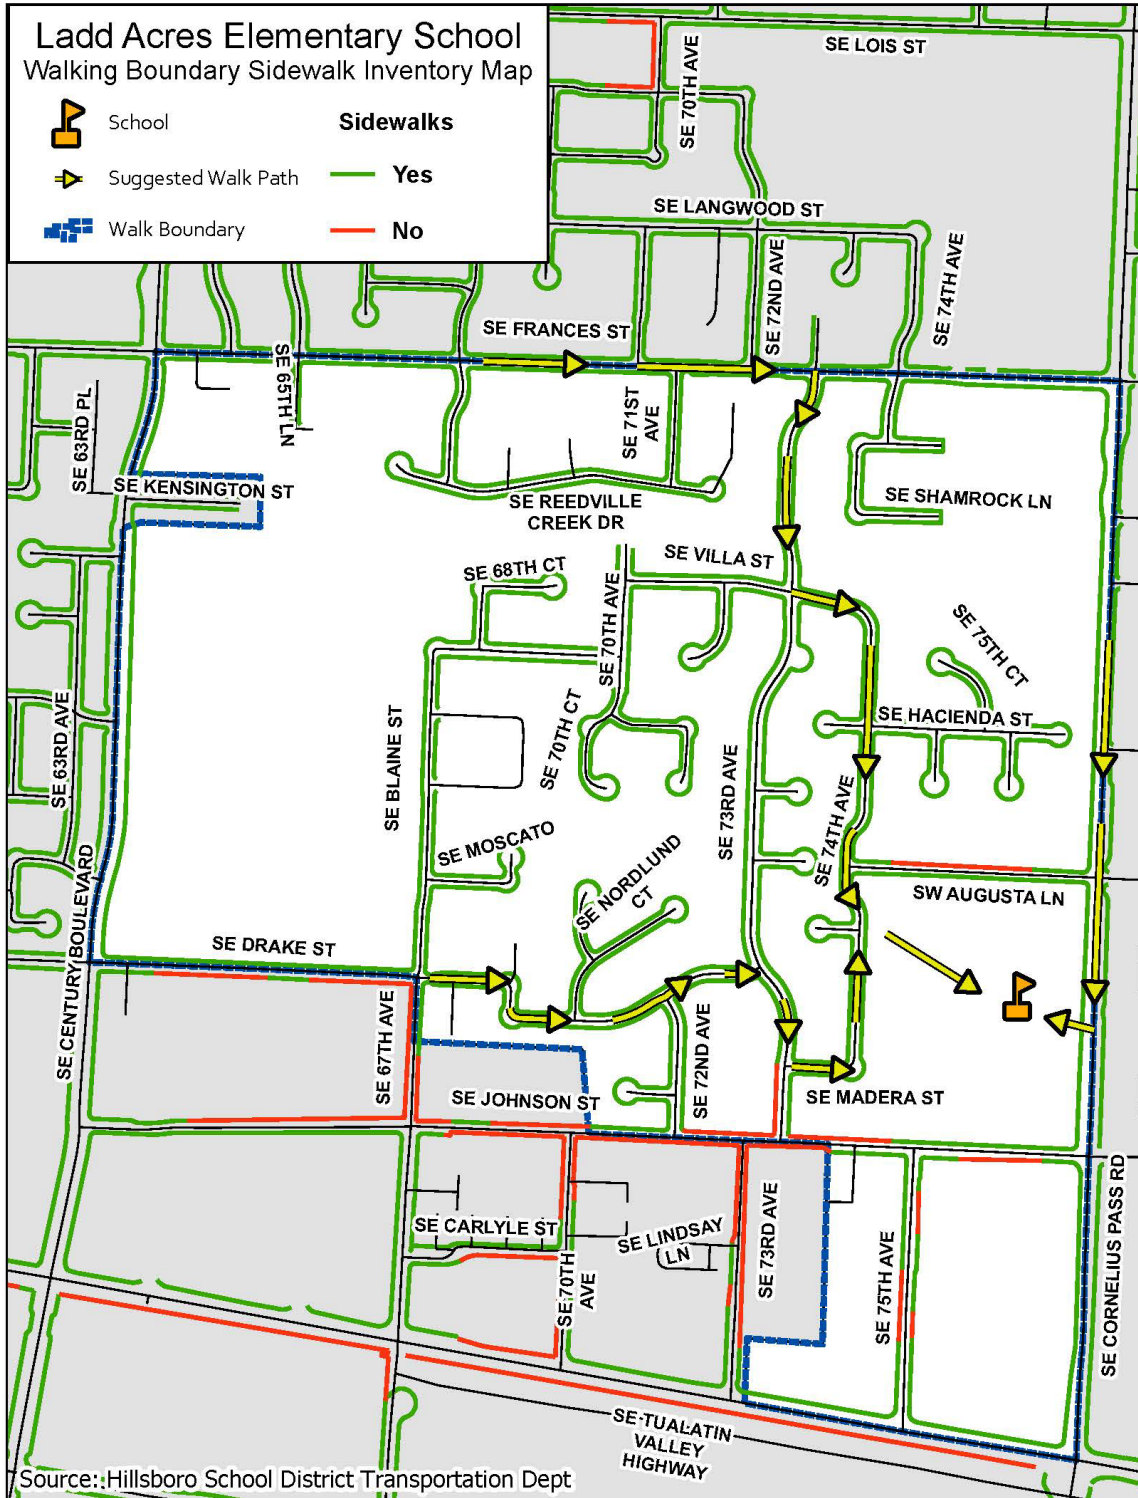 Ladd Acres Elementary School
Walking Boundary Sidewalk Inventory Map
School
Sidewalks
Suggested Walk Path
Yes
Walk Boundary
No
SE LOIS ST
SE 70TH AVE
SE LANGWOOD ST
SE 72ND AVE
SE 74TH AVE
SE FRANCES ST
SE 65TH LN
SE 63RD PL
SE 71ST
AVE
SE KENSINGTON ST
SE REEDVILLE
CREEK DR
SE SHAMROCK LN
SE VILLA ST
SE 68TH CT
SE 70TH AVE
SE 75TH CT
SE 63RD AVE
SE BLAINE ST
SE 70TH CT
SE HACIENDA ST
SE 73RD AVE
SE 74TH AVE
SE MOSCATO
SE NORDLUND
CT
SW AUGUSTA LN
SE CENTURY BOULEVARD
SE DRAKE ST
SE 67TH AVE
SE 72ND AVE
SE JOHNSON ST
SE MADERA ST
SE CARLYLE ST
SE 70TH
AVE
SE LINDSAY
LN
SE 73RD AVE
SE 75TH AVE
SE CORNELIUS PASS RD
SE TUALATIN
VALLEY
HIGHWAY
Source: Hillsboro School District Transportation Dept